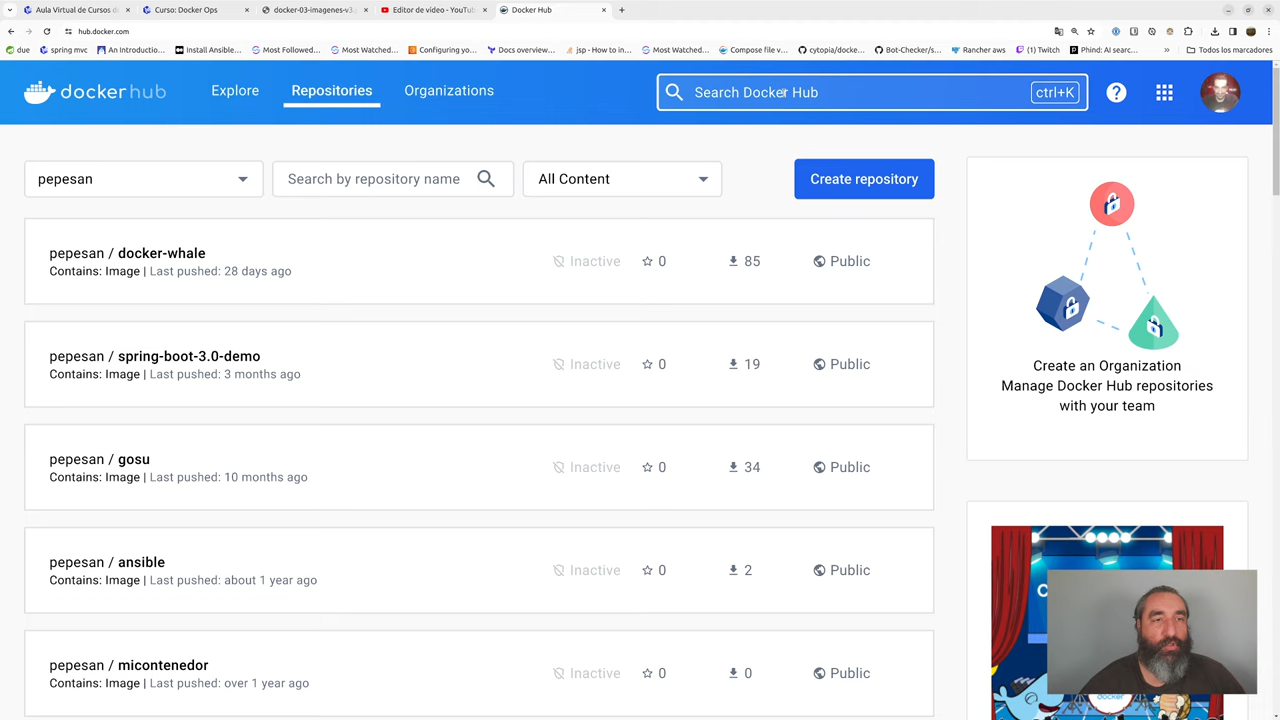 Aula Virtual de Cursos d
Curso: Docker Ops
docker-03-imagenes-v3.
Editor de video - YouTu
Docker Hub
hub.docker.com
due
spring mvc
An Introductio...
Install Ansible...
Most Followed...
Most Watched...
Configuring yo...
Docs overview...
jsp - How to in...
Most Watched...
Compose file v...
cytopia/docke...
Bot-Checker/s...
Rancher aws
(1) Twitch
Phind: AI searc...
»
Todos los marcadores
docker hub
Explore
Repositories
Organizations
Search Docker Hub
ctrl+K
?
pepesan
Search by repository name
All Content
Create repository
pepesan / docker-whale
Contains: Image | Last pushed: 28 days ago
Inactive
0
85
Public
pepesan / spring-boot-3.0-demo
Contains: Image | Last pushed: 3 months ago
Inactive
0
19
Public
pepesan / gosu
Contains: Image | Last pushed: 10 months ago
Inactive
0
34
Public
pepesan / ansible
Contains: Image | Last pushed: about 1 year ago
Inactive
0
2
Public
pepesan / micontenedor
Contains: Image | Last pushed: over 1 year ago
Inactive
0
0
Public
Create an Organization
Manage Docker Hub repositories
with your team
docker